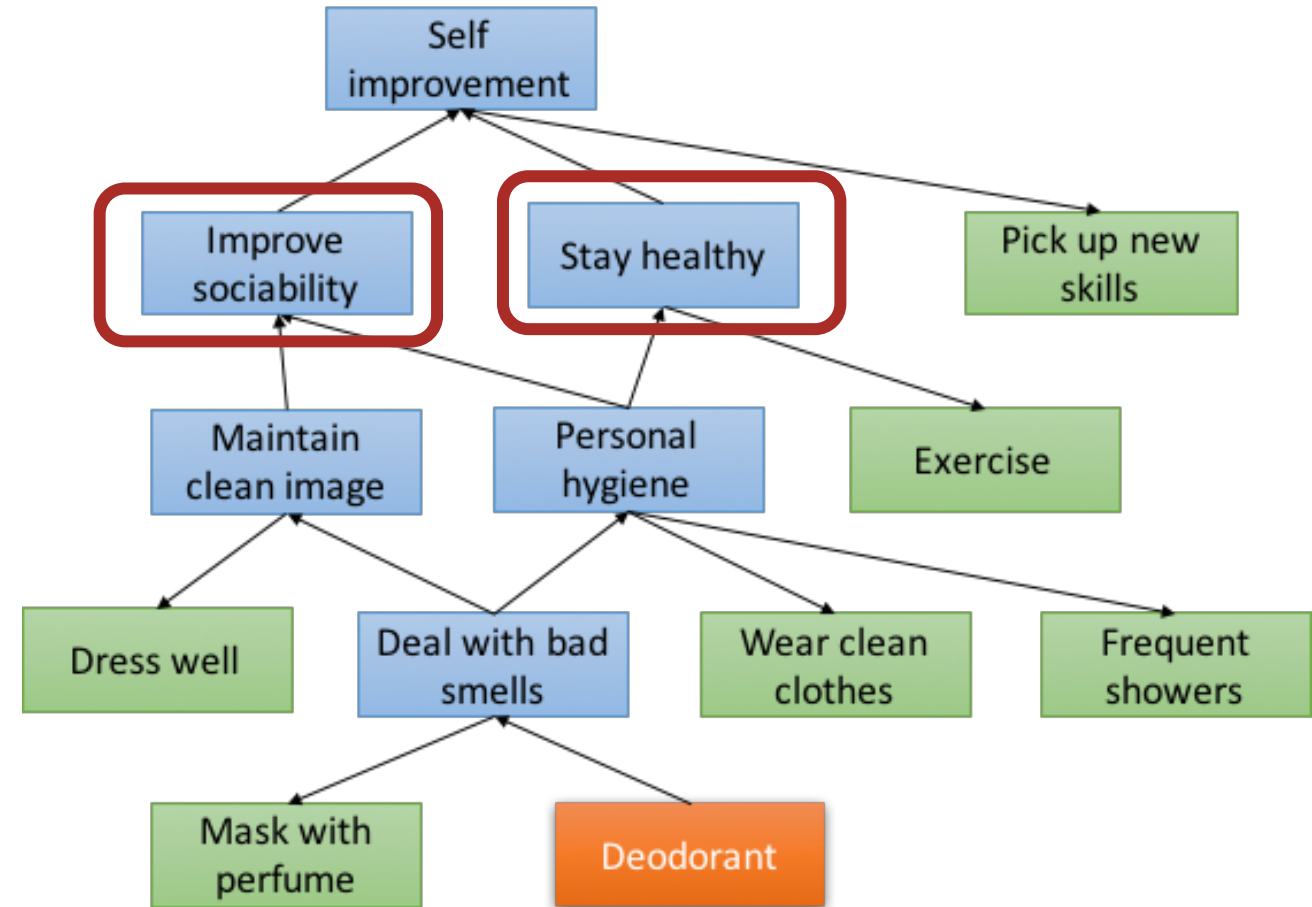 Self
improvement
Improve
sociability
Stay healthy
Pick up new
skills
Maintain
clean image
Personal
hygiene
Exercise
Dress well
Deal with bad
smells
Wear clean
clothes
Frequent
showers
Mask with
perfume
Deodorant